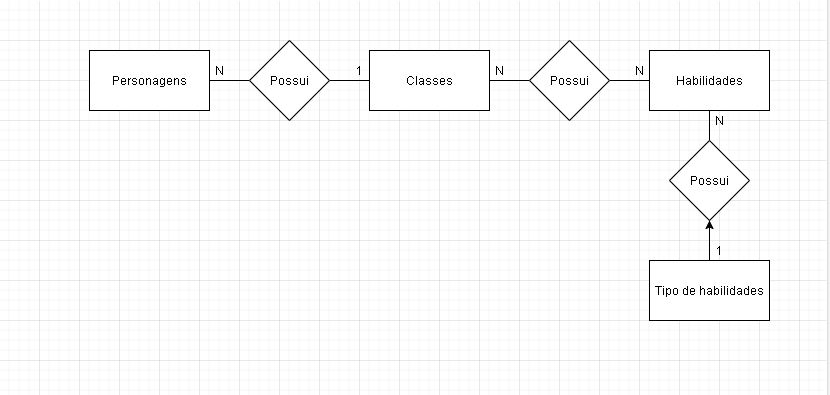 Personagens
N
Possui
1
Classes
N
Possui
N
Habilidades
N
Possui
1
Tipo de habilidades